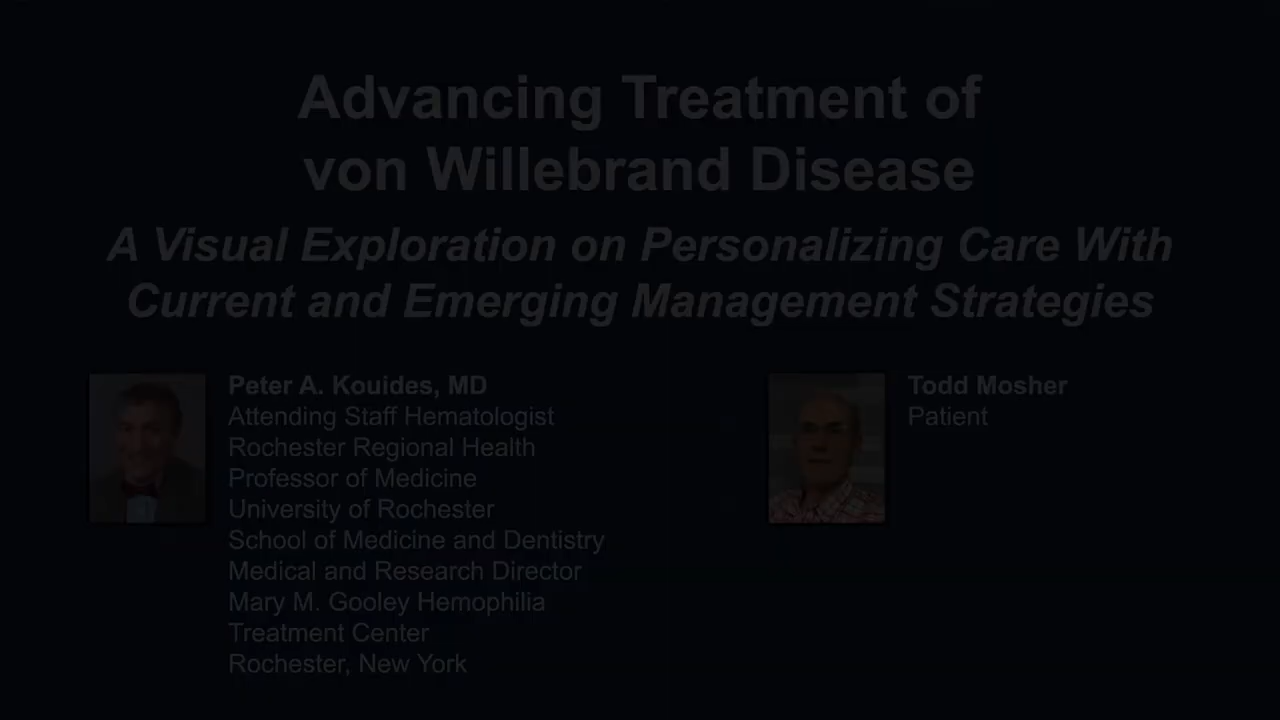 Advancing Treatment of
von Willebrand Disease
A Visual Exploration on Personalizing Care With
Current and Emerging Management Strategies
Peter A. Kouides, MD
Attending Staff Hematologist
Rochester Regional Health
Professor of Medicine
University of Rochester
School of Medicine and Dentistry
Medical and Research Director
Mary M. Gooley Hemophilia
Treatment Center
Rochester, New York
Todd Mosher
Patient